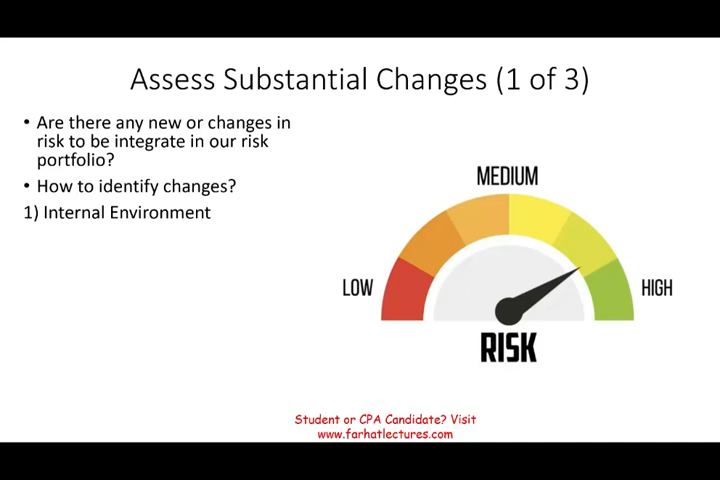 Assess Substantial Changes (1 of 3)
• Are there any new or changes in
risk to be integrate in our risk
portfolio?
• How to identify changes?
1) Internal Environment
MEDIUM
LOW
HIGH
RISK
Student or CPA Candidate? Visit
www.farhatlectures.com